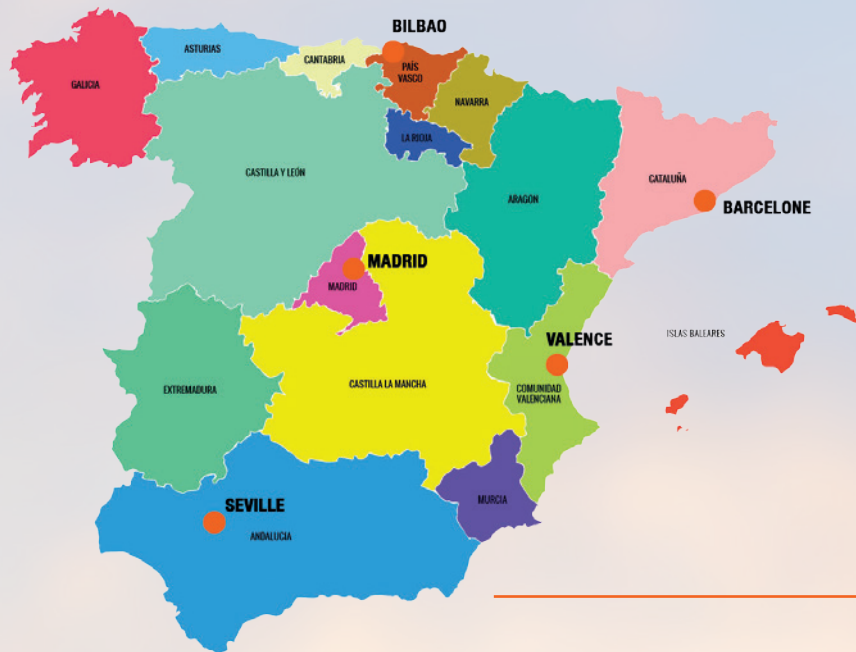 BILBAO
ASTURIAS
CANTABRIA
PAÍS
VASCO
GALICIA
NAVARRA
LA RIOJA
CASTILLA Y LEÓN
CATALUÑA
ARAGON
BARCELONE
MADRID
MADRID
ISLAS BALEARES
VALENCE
CASTILLA LA MANCHA
EXTREMADURA
COMUNIDAD
VALENCIANA
MURCIA
SEVILLE
ANDALUCIA